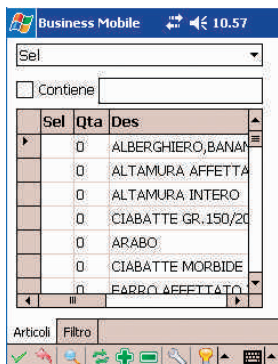 Business Mobile 10.57
Sel
Contiene
Sel Qta Des
0 ALBERGHIERO,BANAN
0 ALTAMURA AFFETTA
0 ALTAMURA INTERO
0 CIABATTE GR.150/20
0 ARABO
0 CIABATTE MORBIDE
0 FARRO AFFETTATO
Articoli Filtro